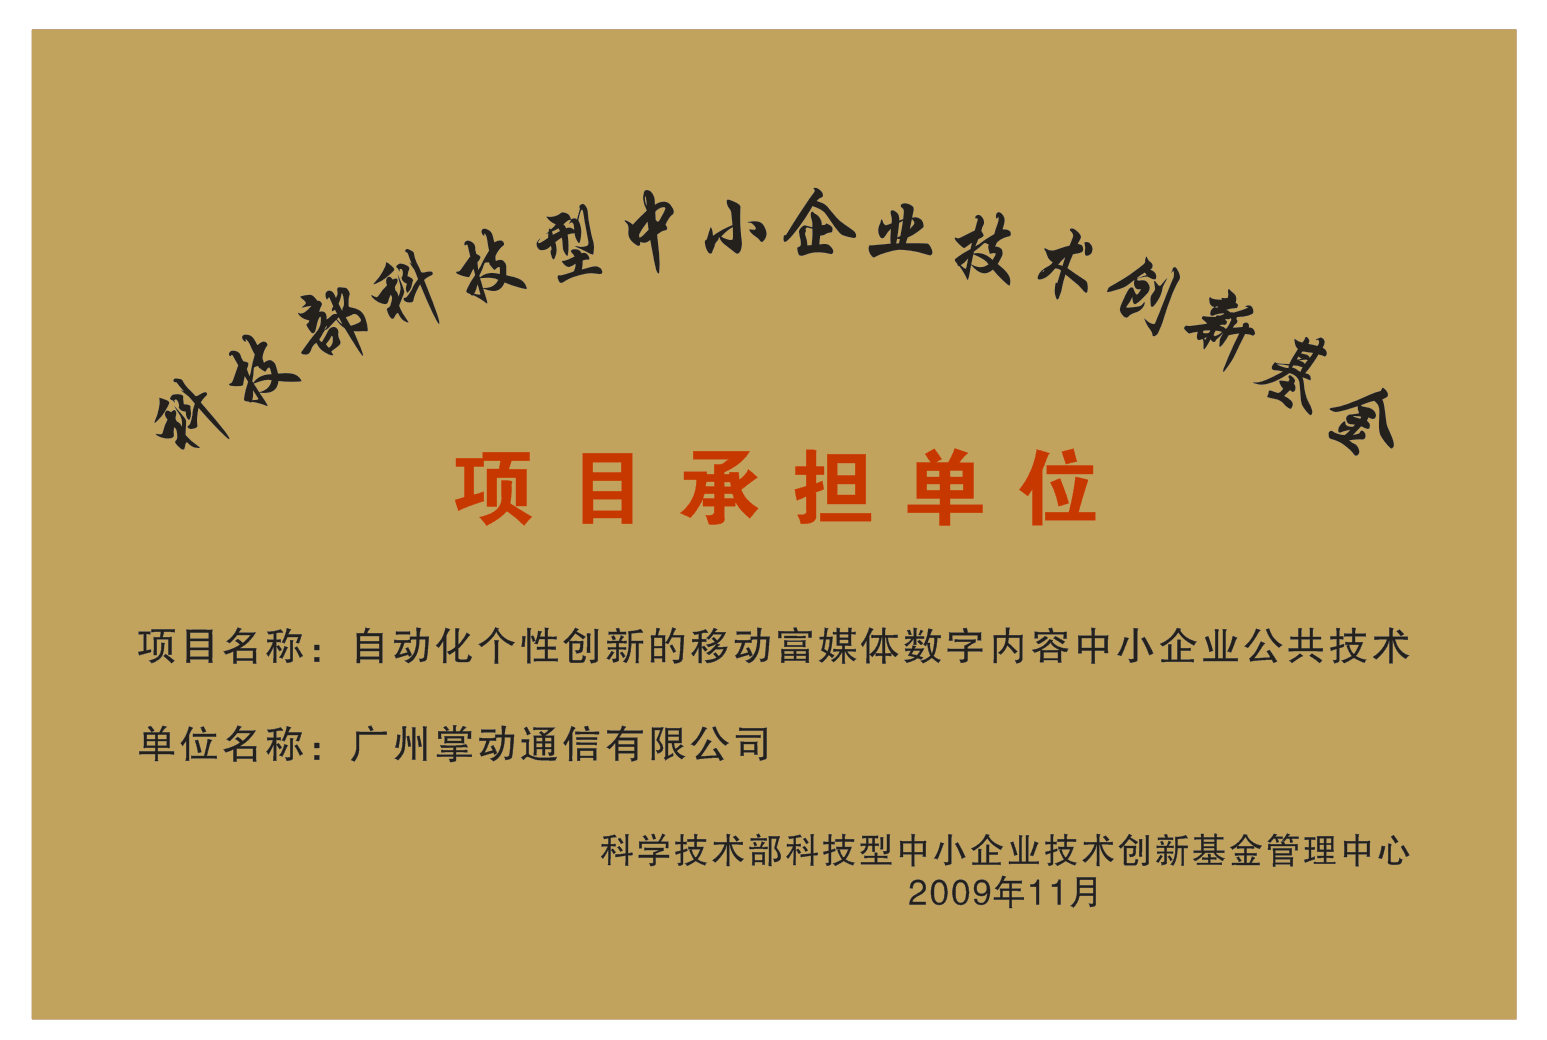 科技部科技型中小企业技术创新基金
项目承担单位
项目名称：自动化个性创新的移动富媒体数字内容中小企业公共技术
单位名称：广州掌动通信有限公司
科学技术部科技型中小企业技术创新基金管理中心
2009年11月